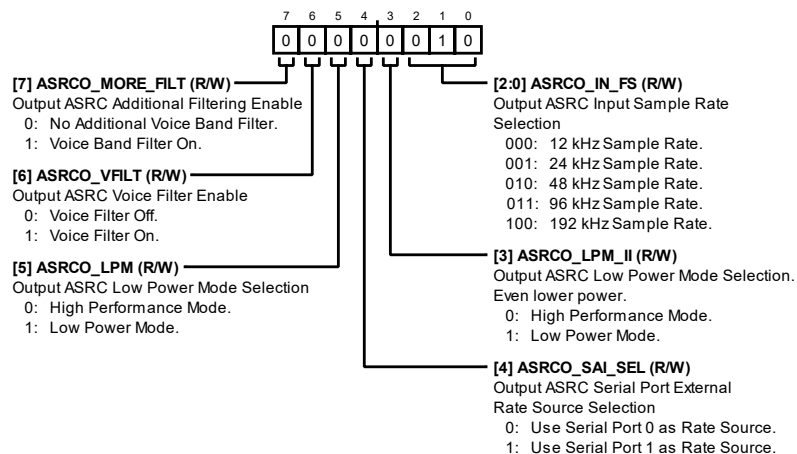 7 6 5 4 3 2 1 0
0 0 0 0 0 0 1 0
[7] ASRCO_MORE_FILT (R/W)
Output ASRC Additional Filtering Enable
0: No Additional Voice Band Filter.
1: Voice Band Filter On.
[6] ASRCO_VFILT (R/W)
Output ASRC Voice Filter Enable
0: Voice Filter Off.
1: Voice Filter On.
[5] ASRCO_LPM (R/W)
Output ASRC Low Power Mode Selection
0: High Performance Mode.
1: Low Power Mode.
[2:0] ASRCO_IN_FS (R/W)
Output ASRC Input Sample Rate
Selection
000: 12 kHz Sample Rate.
001: 24 kHz Sample Rate.
010: 48 kHz Sample Rate.
011: 96 kHz Sample Rate.
100: 192 kHz Sample Rate.
[3] ASRCO_LPM_II (R/W)
Output ASRC Low Power Mode Selection.
Even lower power.
0: High Performance Mode.
1: Low Power Mode.
[4] ASRCO_SAI_SEL (R/W)
Output ASRC Serial Port External
Rate Source Selection
0: Use Serial Port 0 as Rate Source.
1: Use Serial Port 1 as Rate Source.